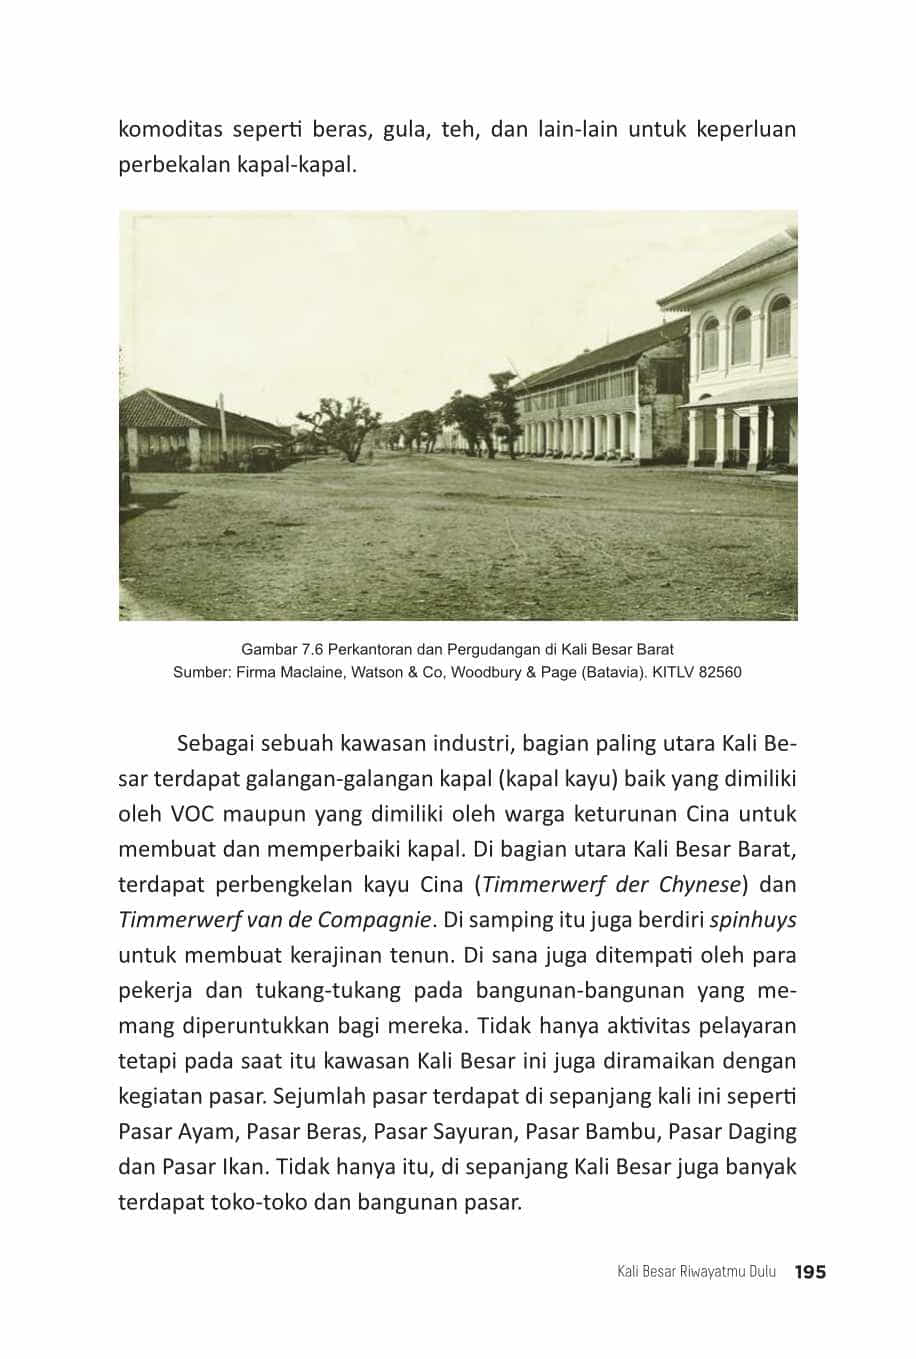 komoditas seperti beras, gula, teh, dan lain-lain untuk keperluan
perbekalan kapal-kapal.
Gambar 7.6 Perkantoran dan Pergudangan di Kali Besar Barat
Sumber: Firma Maclaine, Watson & Co, Woodbury & Page (Batavia). KITLV 82560
Sebagai sebuah kawasan industri, bagian paling utara Kali Be-
sar terdapat galangan-galangan kapal (kapal kayu) baik yang dimiliki
oleh VOC maupun yang dimiliki oleh warga keturunan Cina untuk
membuat dan memperbaiki kapal. Di bagian utara Kali Besar Barat,
terdapat perbengkelan kayu Cina (Timmerwerf der Chynese) dan
Timmerwerf van de Compagnie. Di samping itu juga berdiri spinhuys
untuk membuat kerajinan tenun. Di sana juga ditempati oleh para
pekerja dan tukang-tukang pada bangunan-bangunan yang me-
mang diperuntukkan bagi mereka. Tidak hanya aktivitas pelayaran
tetapi pada saat itu kawasan Kali Besar ini juga diramaikan dengan
kegiatan pasar. Sejumlah pasar terdapat di sepanjang kali ini seperti
Pasar Ayam, Pasar Beras, Pasar Sayuran, Pasar Bambu, Pasar Daging
dan Pasar Ikan. Tidak hanya itu, di sepanjang Kali Besar juga banyak
terdapat toko-toko dan bangunan pasar.
Kali Besar Riwayatmu Dulu 195